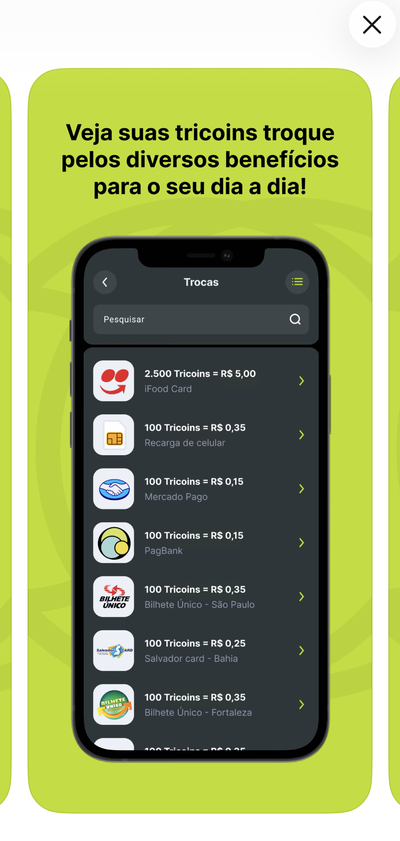 Veja suas tricoins troque
pelos diversos benefícios
para o seu dia a dia!
Trocas
Pesquisar
2.500 Tricoins = R$ 5,00
iFood Card
100 Tricoins = R$ 0,35
Recarga de celular
100 Tricoins = R$ 0,15
Mercado Pago
100 Tricoins = R$ 0,15
PagBank
BILHETE
ÚNICO
100 Tricoins = R$ 0,35
Bilhete Único - São Paulo
100 Tricoins = R$ 0,25
Salvador card - Bahia
BILHETE
ÚNICO
100 Tricoins = R$ 0,35
Bilhete Único - Fortaleza